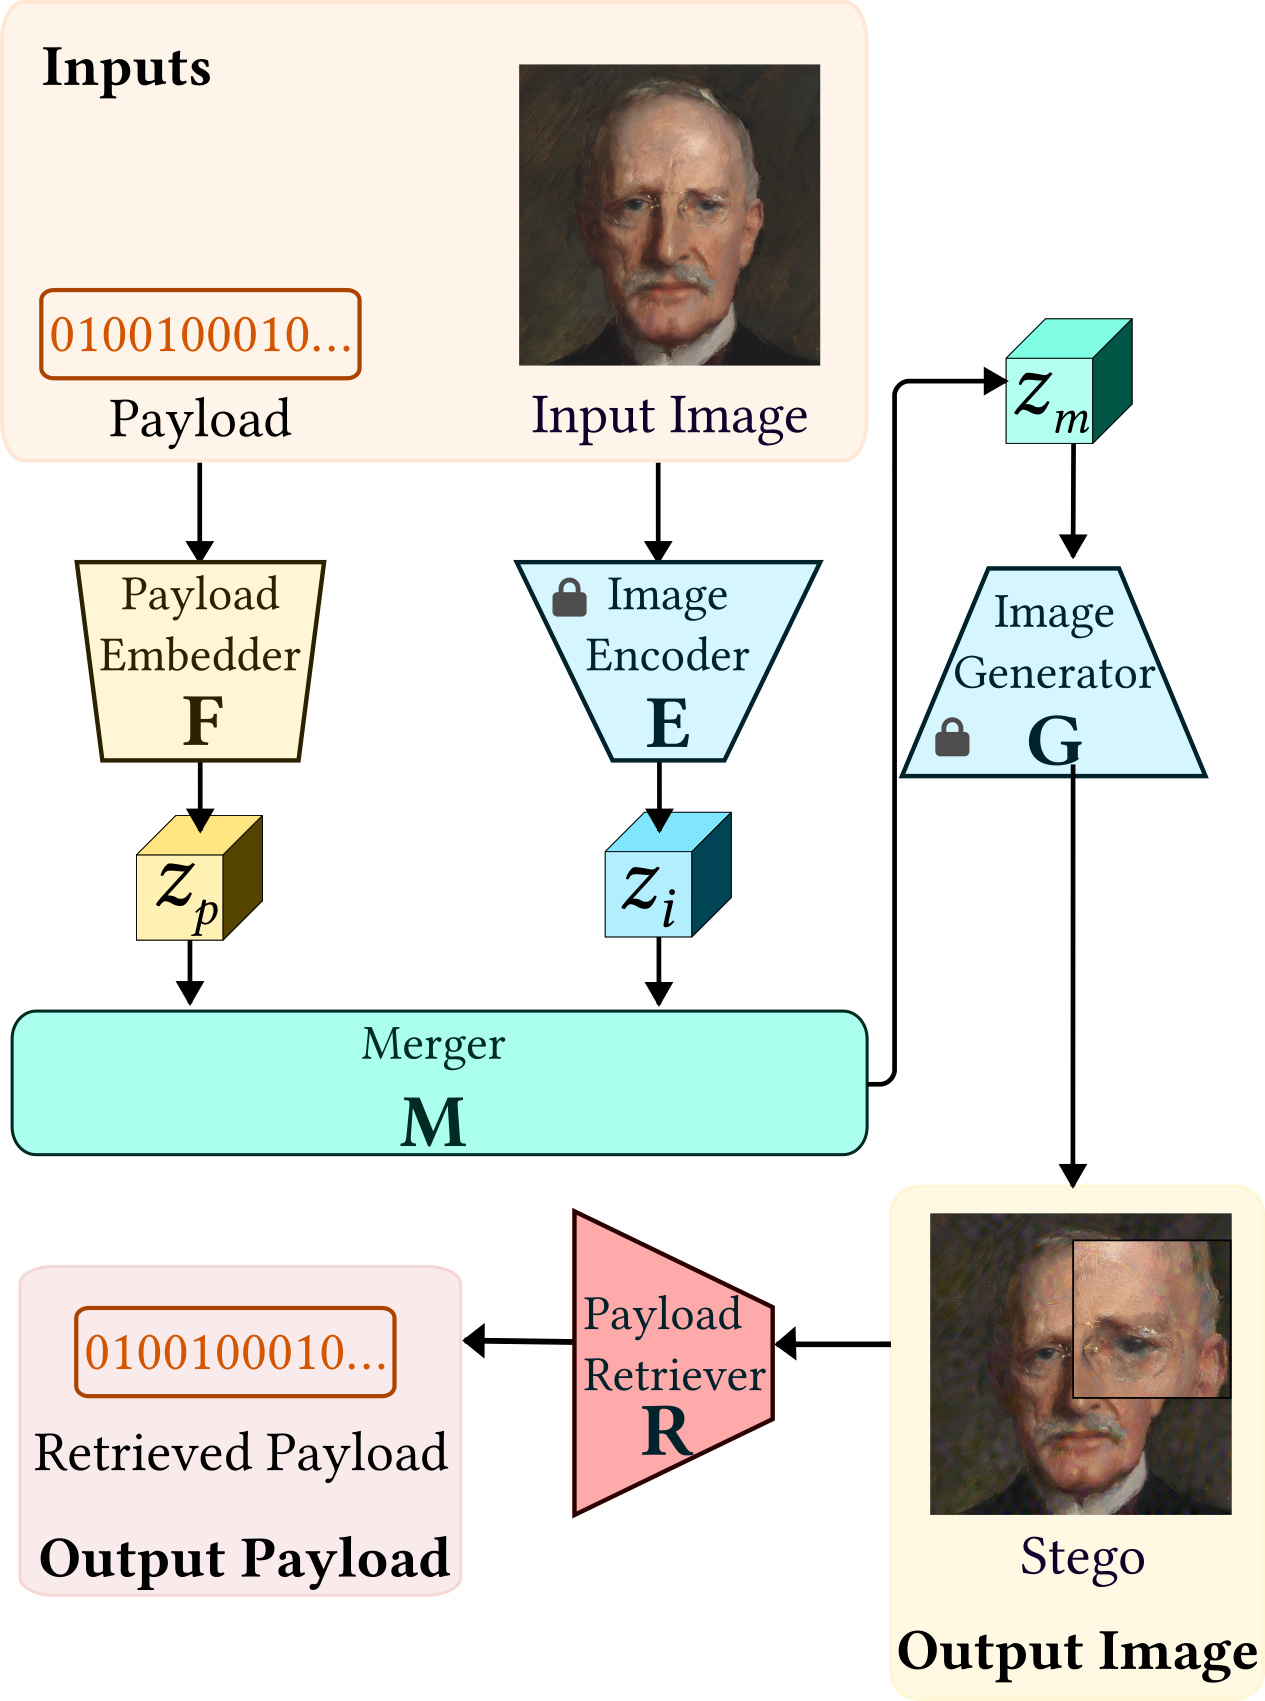 Inputs
0100100010...
Payload
Input Image
Payload
Embedder
F
Image
Encoder
E
z_p
z_i
Merger
M
z_m
Image
Generator
G
Payload
Retriever
R
0100100010...
Retrieved Payload
Output Payload
Stego
Output Image